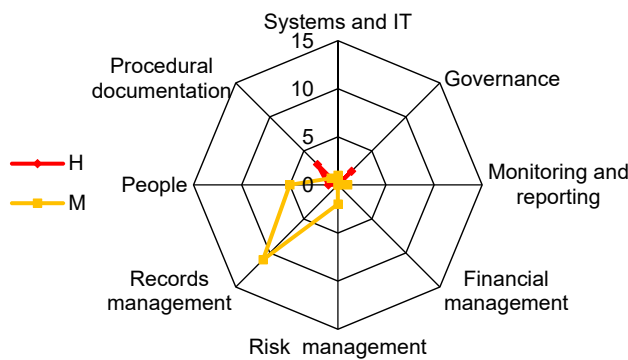 Systems and IT
15
Procedural
documentation
Governance
10
5
H
M
People
0
Monitoring and
reporting
Records
management
Financial
management
Risk  management